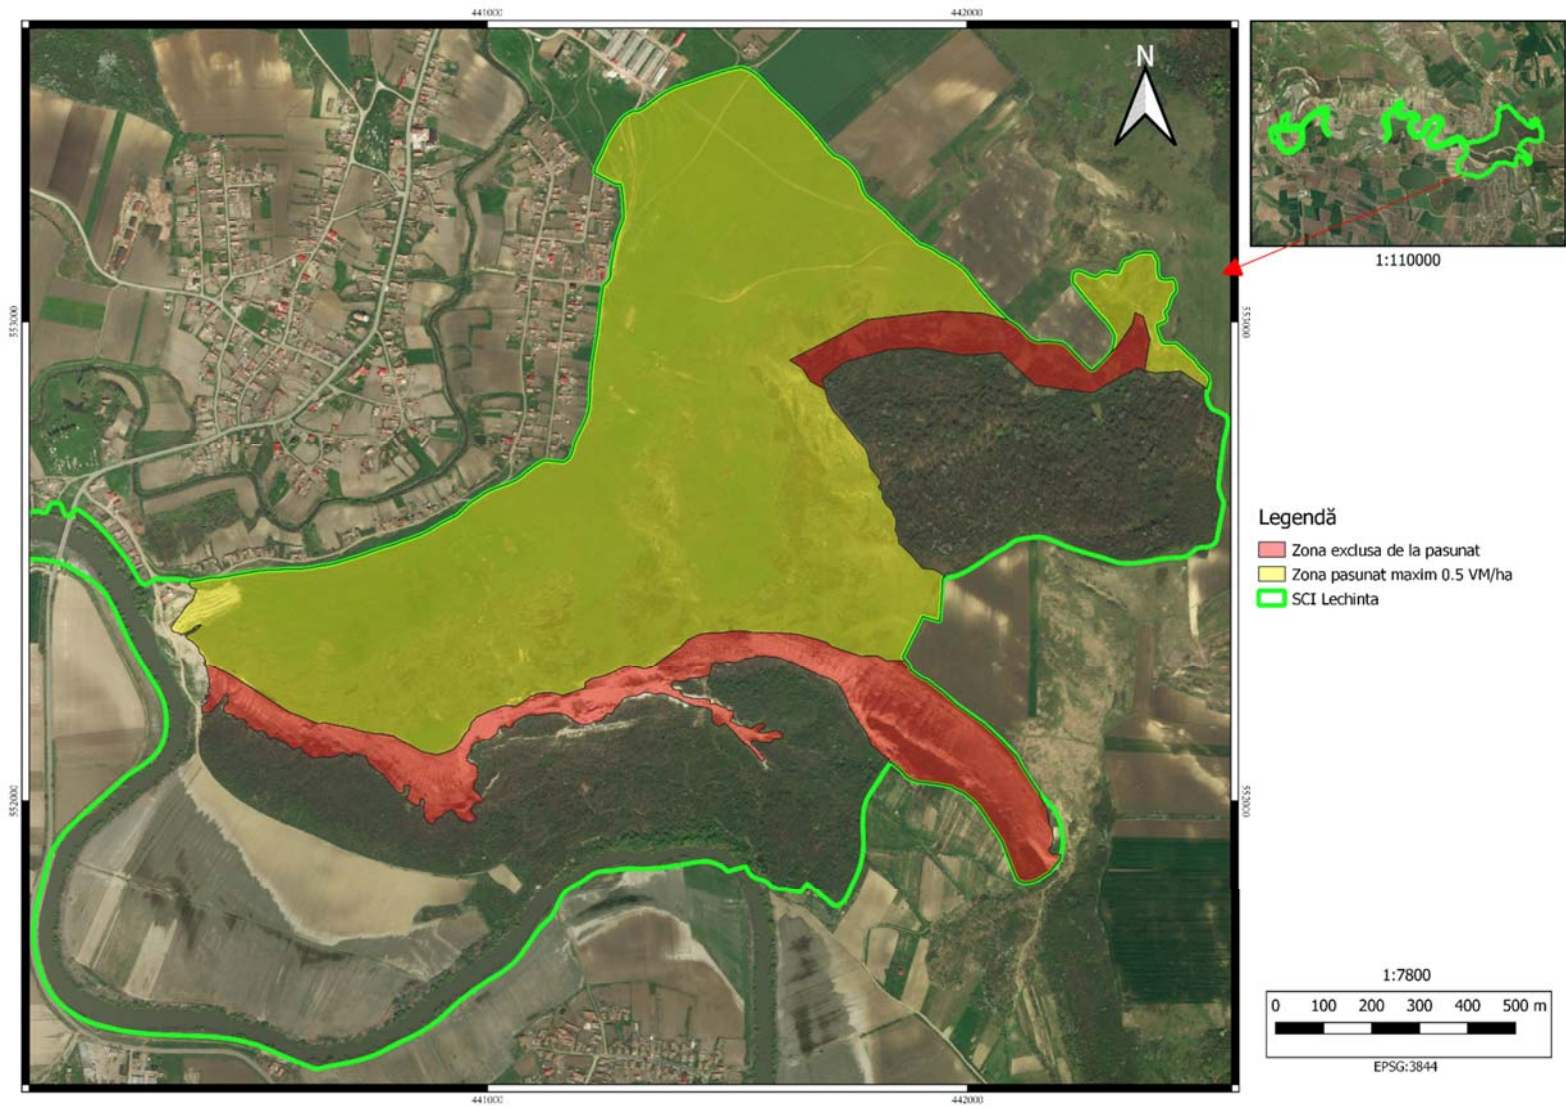 441000
442000
N
1:110000
553000
553000
Legendă
Zona exclusa de la pasunat
Zona pasunat maxim 0.5 VM/ha
SCI Lechinta
552000
552000
1:7800
0 100 200 300 400 500 m
EPSG:3844
441000
442000